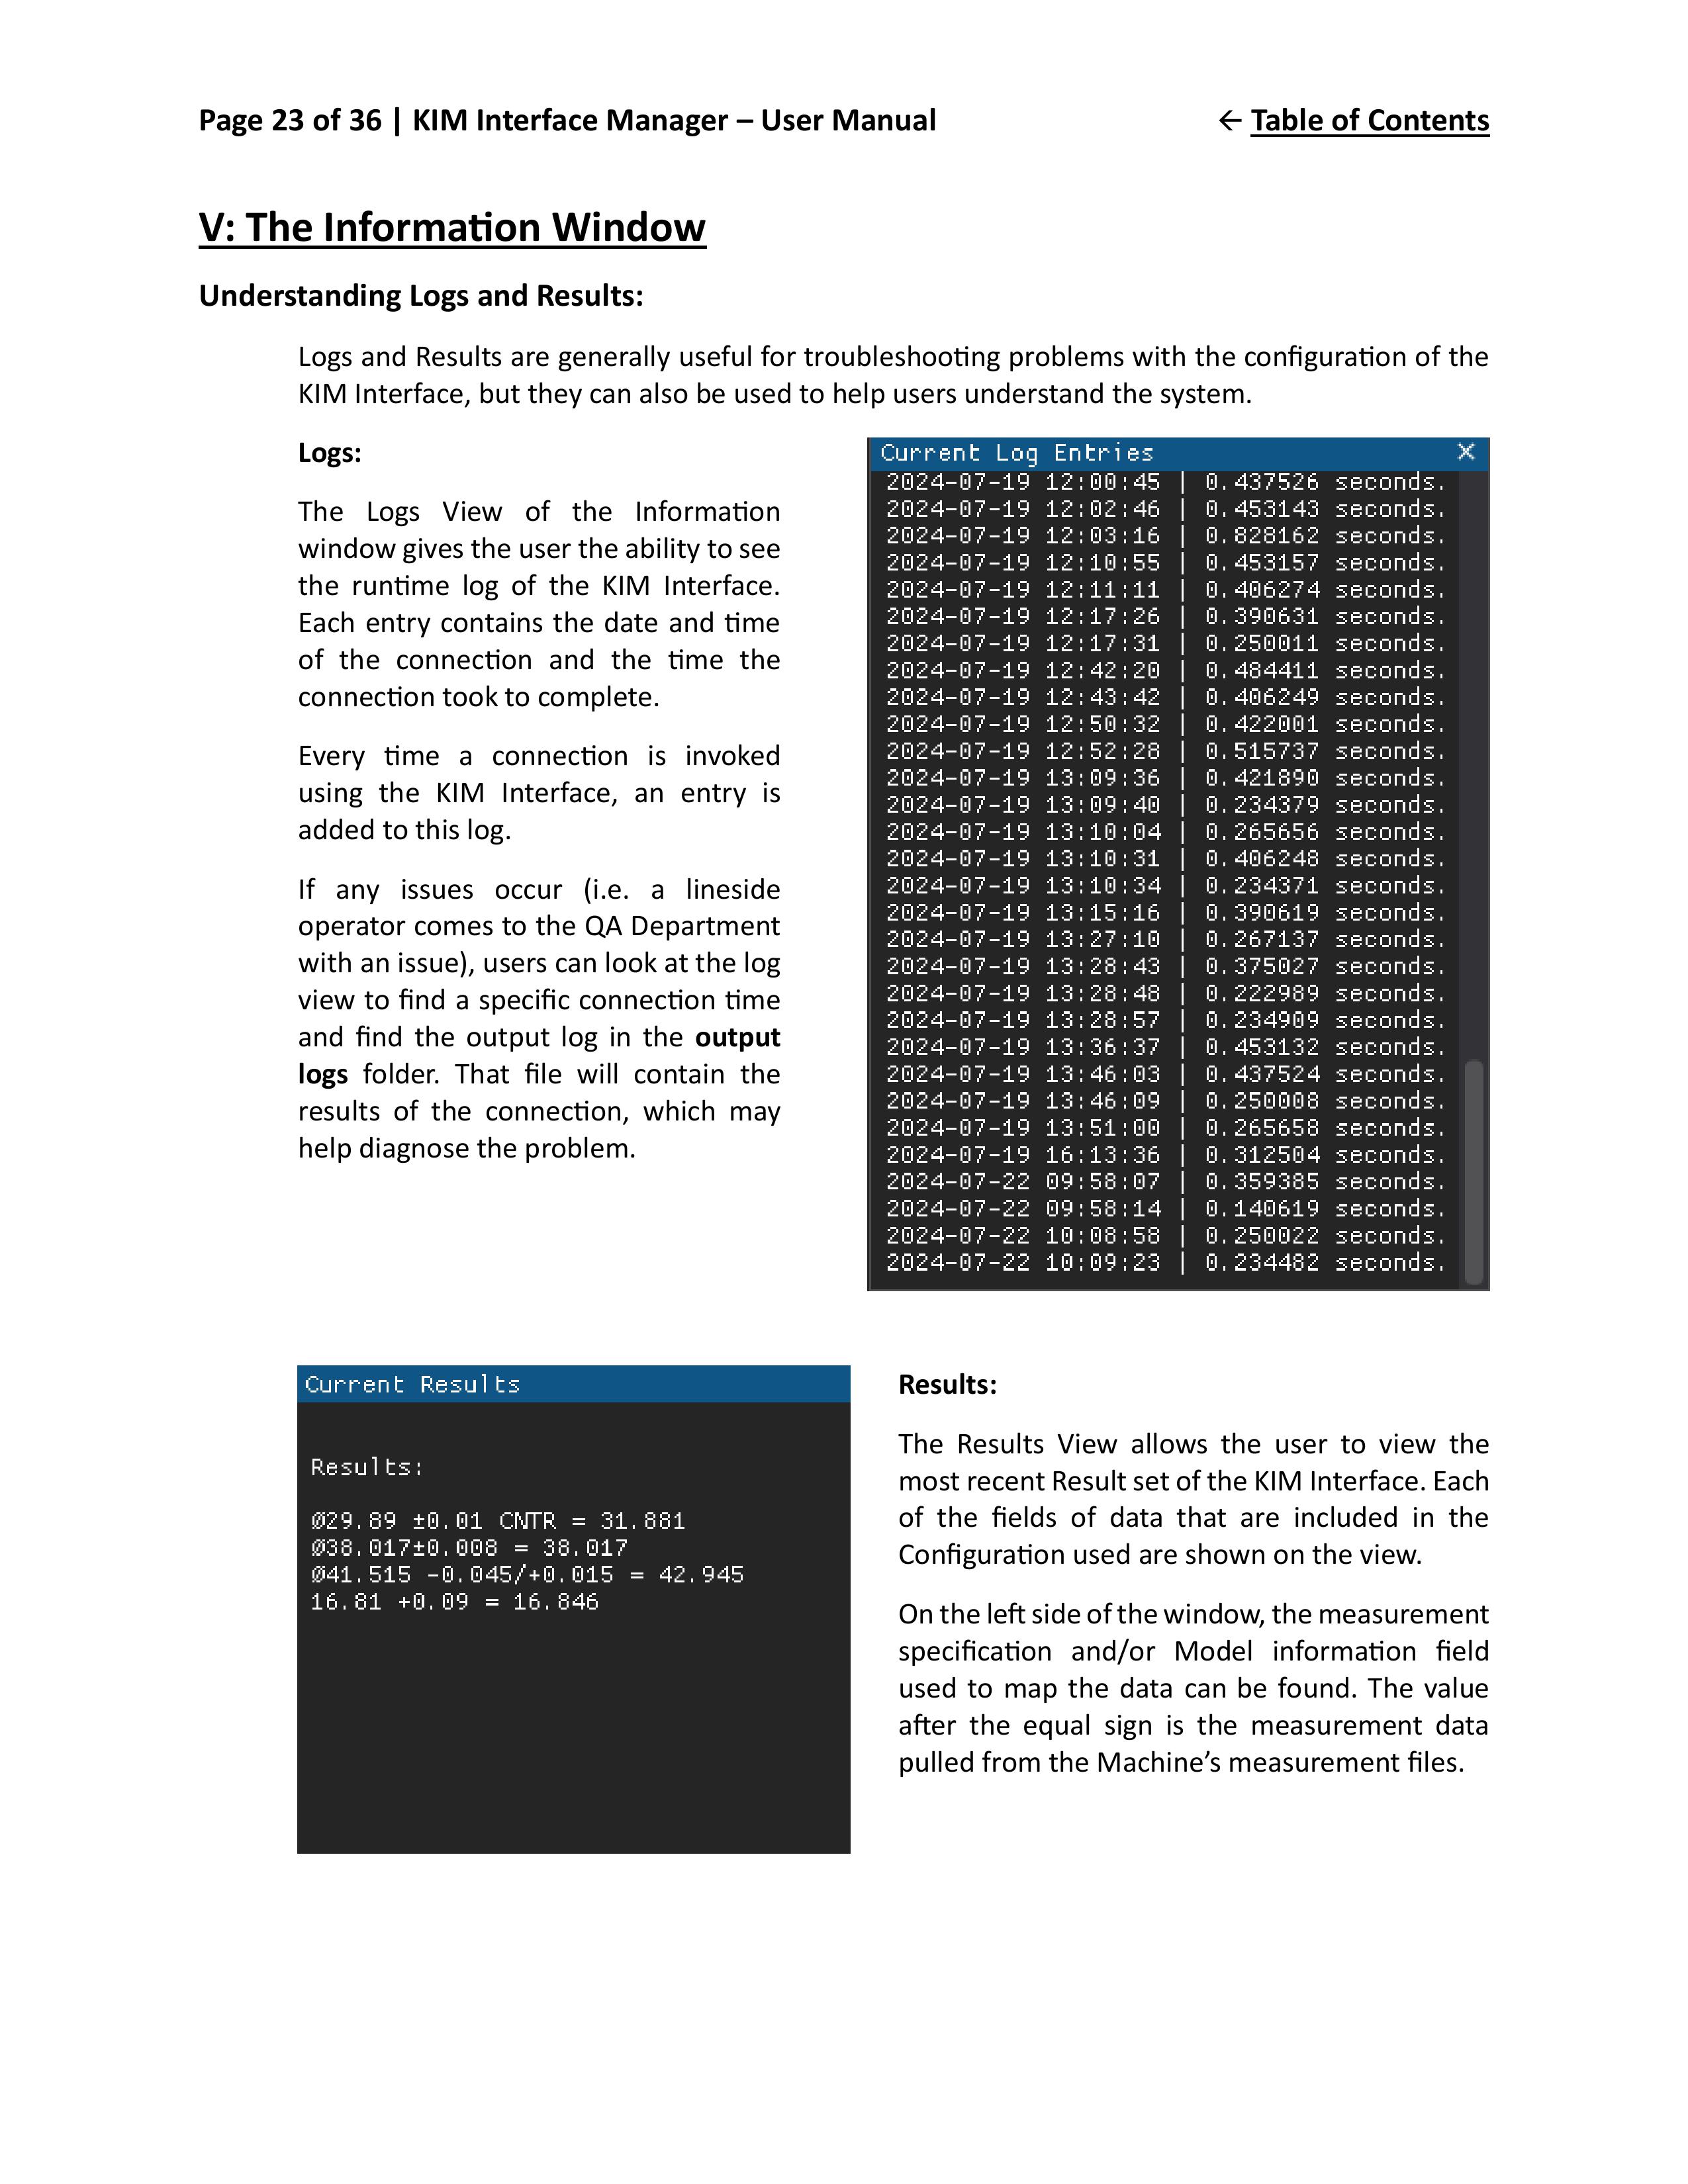 Page 23 of 36 | KIM Interface Manager – User Manual
← Table of Contents
V: The Information Window
Understanding Logs and Results:
Logs and Results are generally useful for troubleshooting problems with the configuration of the
KIM Interface, but they can also be used to help users understand the system.
Logs:
The Logs View of the Information
window gives the user the ability to see
the runtime log of the KIM Interface.
Each entry contains the date and time
of the connection and the time the
connection took to complete.
Every time a connection is invoked
using the KIM Interface, an entry is
added to this log.
If any issues occur (i.e. a lineside
operator comes to the QA Department
with an issue), users can look at the log
view to find a specific connection time
and find the output log in the output
logs folder. That file will contain the
results of the connection, which may
help diagnose the problem.
Current Log Entries
2024-07-19 12:00:45 | 0.437526 seconds.
2024-07-19 12:02:46 | 0.453143 seconds.
2024-07-19 12:03:16 | 0.828162 seconds.
2024-07-19 12:10:55 | 0.453157 seconds.
2024-07-19 12:11:11 | 0.406274 seconds.
2024-07-19 12:17:26 | 0.390631 seconds.
2024-07-19 12:17:31 | 0.250011 seconds.
2024-07-19 12:42:20 | 0.484411 seconds.
2024-07-19 12:43:42 | 0.406249 seconds.
2024-07-19 12:50:32 | 0.422001 seconds.
2024-07-19 12:52:28 | 0.515737 seconds.
2024-07-19 13:09:36 | 0.421890 seconds.
2024-07-19 13:09:40 | 0.234379 seconds.
2024-07-19 13:10:04 | 0.265656 seconds.
2024-07-19 13:10:31 | 0.406248 seconds.
2024-07-19 13:10:34 | 0.234371 seconds.
2024-07-19 13:15:16 | 0.390619 seconds.
2024-07-19 13:27:10 | 0.267137 seconds.
2024-07-19 13:28:43 | 0.375027 seconds.
2024-07-19 13:28:48 | 0.222989 seconds.
2024-07-19 13:28:57 | 0.234909 seconds.
2024-07-19 13:36:37 | 0.453132 seconds.
2024-07-19 13:46:03 | 0.437524 seconds.
2024-07-19 13:46:09 | 0.250008 seconds.
2024-07-19 13:51:00 | 0.265658 seconds.
2024-07-19 16:13:36 | 0.312504 seconds.
2024-07-22 09:58:07 | 0.359385 seconds.
2024-07-22 09:58:14 | 0.140619 seconds.
2024-07-22 10:08:58 | 0.250022 seconds.
2024-07-22 10:09:23 | 0.234482 seconds.
Current Results
Results:
Ø29.89 ±0.01 CNTR = 31.881
Ø38.017±0.008 = 38.017
Ø41.515 -0.045/+0.015 = 42.945
16.81 +0.09 = 16.846
Results:
The Results View allows the user to view the
most recent Result set of the KIM Interface. Each
of the fields of data that are included in the
Configuration used are shown on the view.
On the left side of the window, the measurement
specification and/or Model information field
used to map the data can be found. The value
after the equal sign is the measurement data
pulled from the Machine’s measurement files.